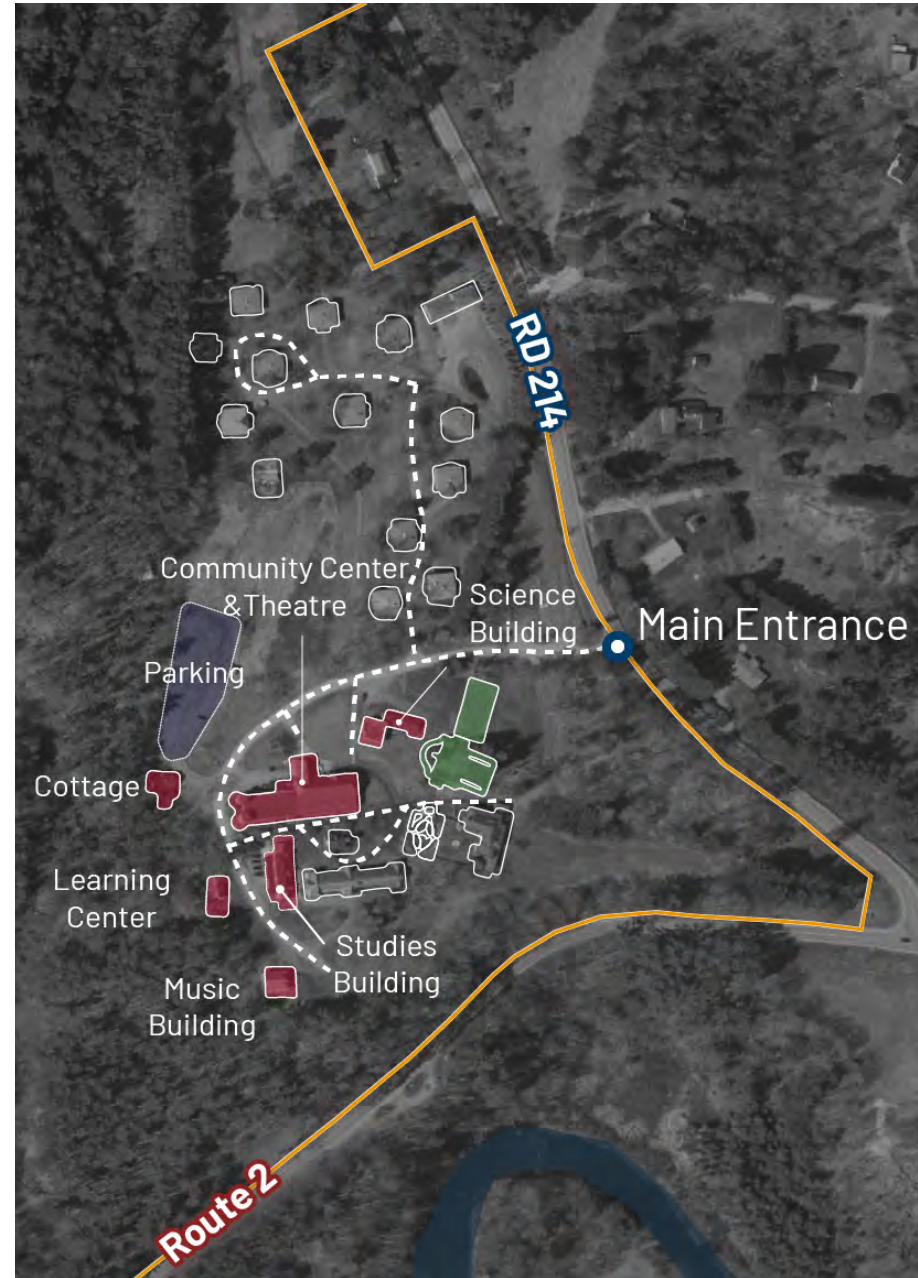 RD 214
Community Center
&Theatre
Science
Building
Main Entrance
Parking
Cottage
Learning
Center
Studies
Building
Music
Building
Route 2